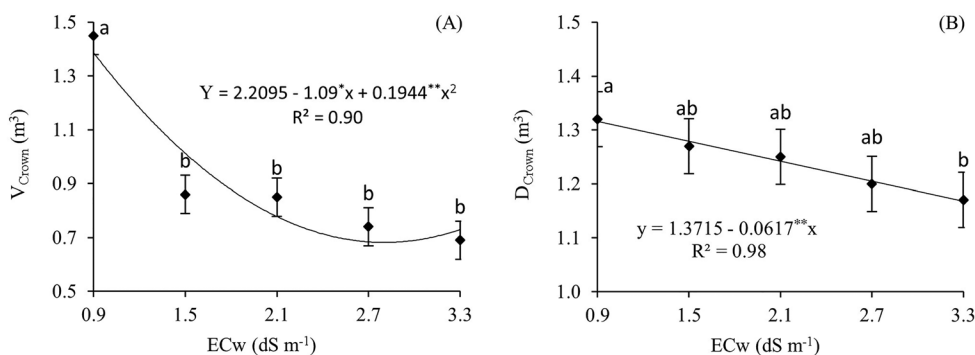 (A)
1.5
1.3
1.1
0.9
0.7
0.5
V_Crown (m³)
a
b
b
b
b
Y = 2.2095 - 1.09*x + 0.1944**x²
R² = 0.90
0.9 1.5 2.1 2.7 3.3
ECw (dS m⁻¹)
(B)
1.5
1.4
1.3
1.2
1.1
1.0
D_Crown (m³)
a
ab
ab
ab
b
y = 1.3715 - 0.0617**x
R² = 0.98
0.9 1.5 2.1 2.7 3.3
ECw (dS m⁻¹)